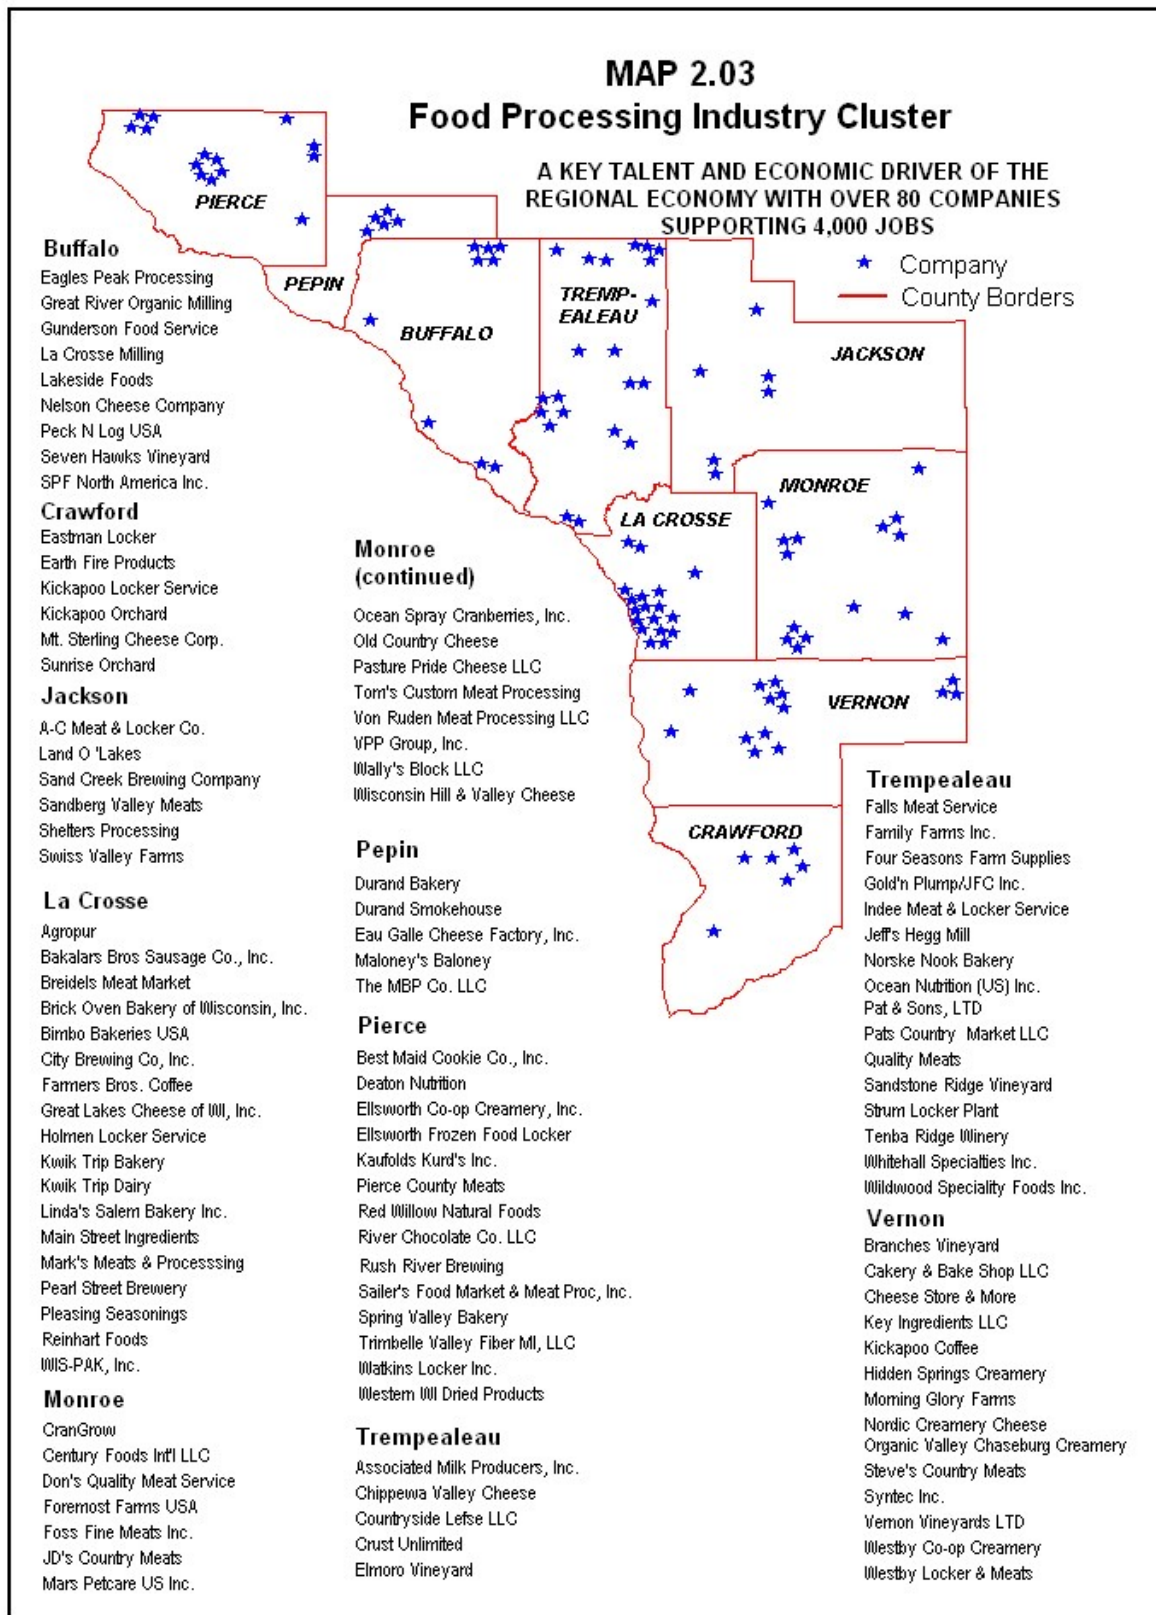 MAP 2.03
Food Processing Industry Cluster
A KEY TALENT AND ECONOMIC DRIVER OF THE
REGIONAL ECONOMY WITH OVER 80 COMPANIES
SUPPORTING 4,000 JOBS
Company
County Borders
PIERCE
PEPIN
BUFFALO
TREMP-
EALEAU
JACKSON
MONROE
LA CROSSE
VERNON
CRAWFORD
Buffalo
Eagles Peak Processing
Great River Organic Milling
Gunderson Food Service
La Crosse Milling
Lakeside Foods
Nelson Cheese Company
Peck N Log USA
Seven Hawks Vineyard
SPF North America Inc.
Crawford
Eastman Locker
Earth Fire Products
Kickapoo Locker Service
Kickapoo Orchard
Mt. Sterling Cheese Corp.
Sunrise Orchard
Jackson
A-C Meat & Locker Co.
Land O 'Lakes
Sand Creek Brewing Company
Sandberg Valley Meats
Shelters Processing
Swiss Valley Farms
La Crosse
Agropur
Bakalars Bros Sausage Co., Inc.
Breidels Meat Market
Brick Oven Bakery of Wisconsin, Inc.
Bimbo Bakeries USA
City Brewing Co, Inc.
Farmers Bros. Coffee
Great Lakes Cheese of WI, Inc.
Holmen Locker Service
Kwik Trip Bakery
Kwik Trip Dairy
Linda's Salem Bakery Inc.
Main Street Ingredients
Mark's Meats & Processsing
Pearl Street Brewery
Pleasing Seasonings
Reinhart Foods
WIS-PAK, Inc.
Monroe
CranGrow
Century Foods Int'l LLC
Don's Quality Meat Service
Foremost Farms USA
Foss Fine Meats Inc.
JD's Country Meats
Mars Petcare US Inc.
Monroe
(continued)
Ocean Spray Cranberries, Inc.
Old Country Cheese
Pasture Pride Cheese LLC
Tom's Custom Meat Processing
Von Ruden Meat Processing LLC
VPP Group, Inc.
Wally's Block LLC
Wisconsin Hill & Valley Cheese
Pepin
Durand Bakery
Durand Smokehouse
Eau Galle Cheese Factory, Inc.
Maloney's Baloney
The MBP Co. LLC
Pierce
Best Maid Cookie Co., Inc.
Deaton Nutrition
Ellsworth Co-op Creamery, Inc.
Ellsworth Frozen Food Locker
Kaufolds Kurd's Inc.
Pierce County Meats
Red Willow Natural Foods
River Chocolate Co. LLC
Rush River Brewing
Sailer's Food Market & Meat Proc, Inc.
Spring Valley Bakery
Trimbelle Valley Fiber MI, LLC
Watkins Locker Inc.
Western WI Dried Products
Trempealeau
Associated Milk Producers, Inc.
Chippewa Valley Cheese
Countryside Lefse LLC
Crust Unlimited
Elmoro Vineyard
Trempealeau
Falls Meat Service
Family Farms Inc.
Four Seasons Farm Supplies
Gold'n Plump/JFC Inc.
Indee Meat & Locker Service
Jeff's Hegg Mill
Norske Nook Bakery
Ocean Nutrition (US) Inc.
Pat & Sons, LTD
Pats Country Market LLC
Quality Meats
Sandstone Ridge Vineyard
Strum Locker Plant
Tenba Ridge Winery
Whitehall Specialties Inc.
Wildwood Speciality Foods Inc.
Vernon
Branches Vineyard
Cakery & Bake Shop LLC
Cheese Store & More
Key Ingredients LLC
Kickapoo Coffee
Hidden Springs Creamery
Morning Glory Farms
Nordic Creamery Cheese
Organic Valley Chaseburg Creamery
Steve's Country Meats
Syntec Inc.
Vernon Vineyards LTD
Westby Co-op Creamery
Westby Locker & Meats